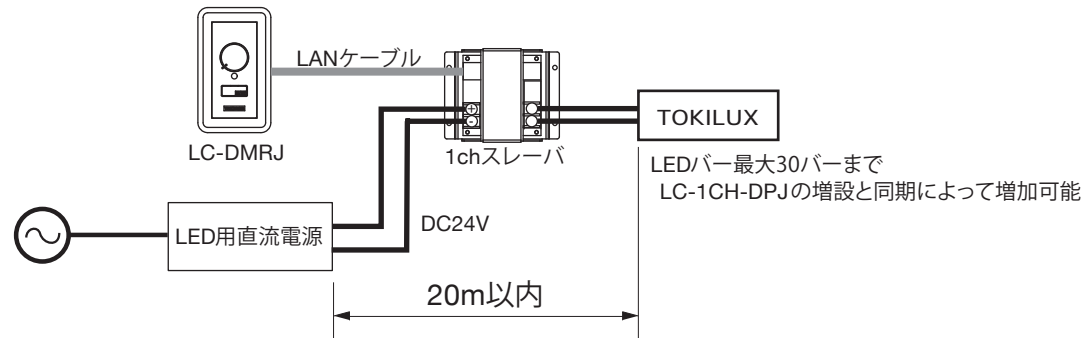 LANケーブル
LC-DMRJ
1chスレーバ
TOKILUX
LEDバー最大30バーまで
LC-1CH-DPJの増設と同期によって増加可能
LED用直流電源
DC24V
20m以内